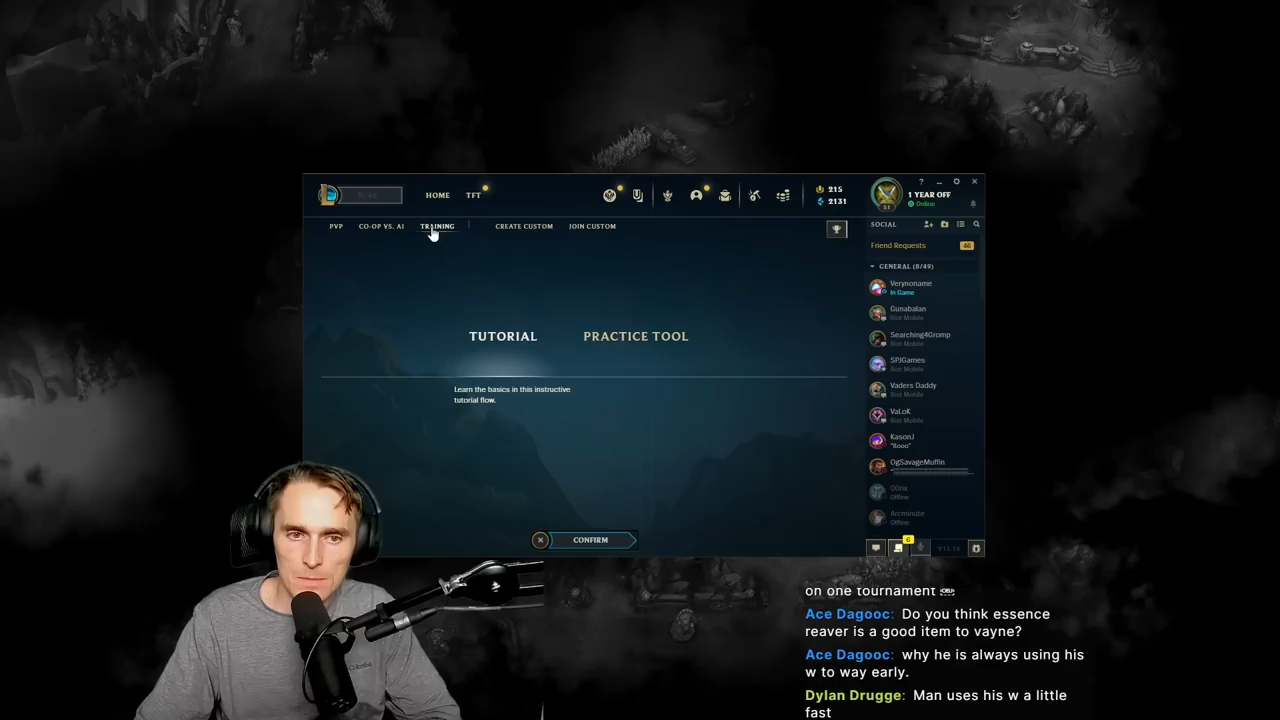 PLAY
HOME
TFT
215
2131
?
1 YEAR OFF
Online
51
PVP
CO-OP VS. AI
TRAINING
CREATE CUSTOM
JOIN CUSTOM
SOCIAL
Friend Requests
46
GENERAL (8/49)
Verynoname
In Game
Gunabalan
Riot Mobile
Searching4Gromp
Riot Mobile
SPJGames
Riot Mobile
Vaders Daddy
Riot Mobile
VaLoK
Riot Mobile
KasonJ
OgSavageMuffin
Offline
Arcminute
Offline
TUTORIAL
PRACTICE TOOL
Learn the basics in this instructive
tutorial flow.
CONFIRM
6
Columbia
on one tournament
Ace Dagooc: Do you think essence
reaver is a good item to vayne?
Ace Dagooc: why he is always using his
w to way early.
Dylan Drugge: Man uses his w a little
fast